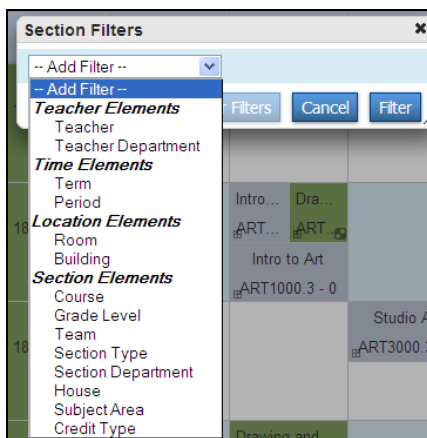 Section Filters
-- Add Filter --
-- Add Filter --
Teacher Elements
Teacher
Teacher Department
Time Elements
Term
Period
Location Elements
Room
Building
Section Elements
Course
Grade Level
Team
Section Type
Section Department
House
Subject Area
Credit Type
Filters
Cancel
Filter
18
Intro... Dra...
ART... ART...
Intro to Art
ART1000.3 - 0
18
Studio A
ART3000.
Drawing and